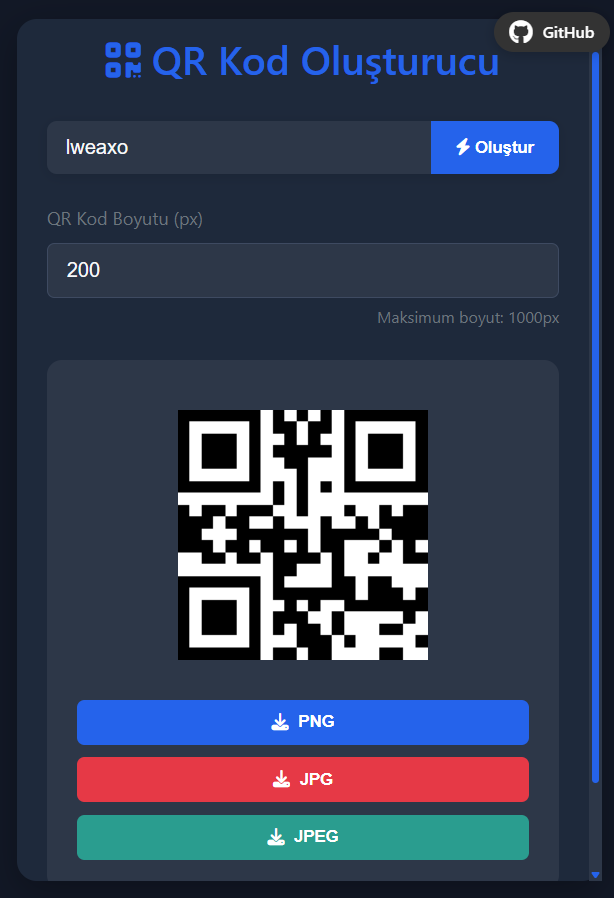 GitHub
QR Kod Oluşturucu
lweaxo
Oluştur
QR Kod Boyutu (px)
200
Maksimum boyut: 1000px
PNG
JPG
JPEG